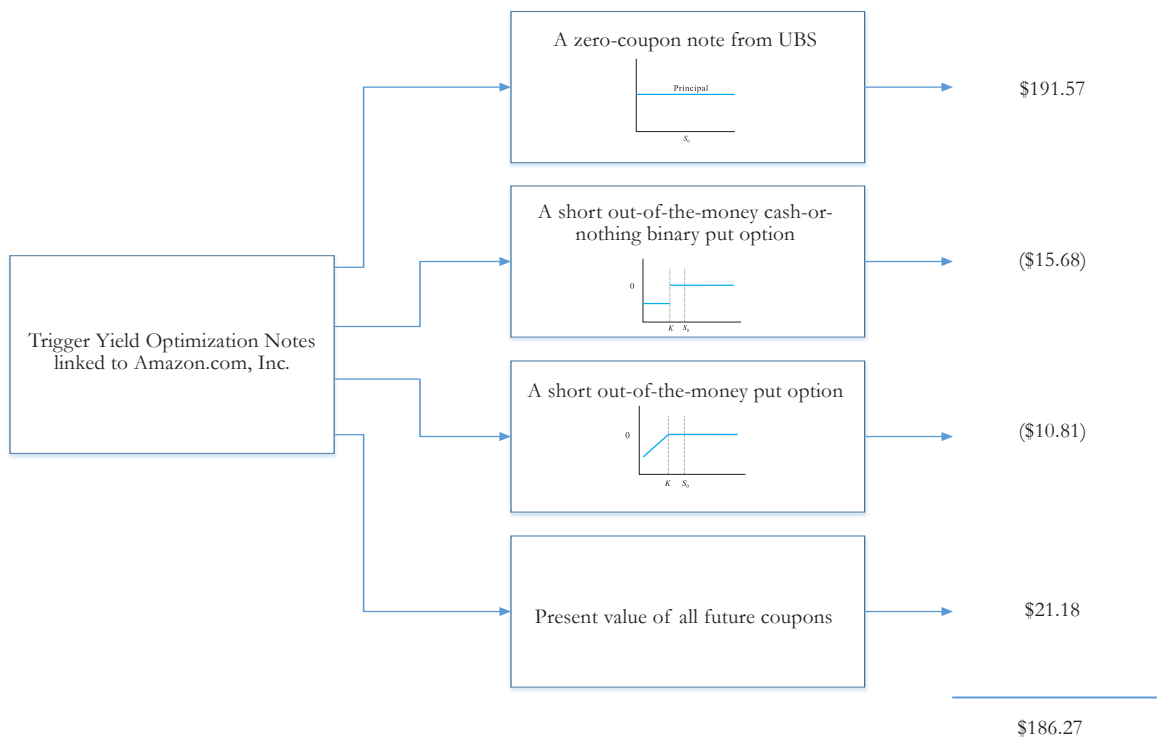 A zero-coupon note from UBS
Principal
S0
$191.57
A short out-of-the-money cash-or-
nothing binary put option
0
K S0
($15.68)
Trigger Yield Optimization Notes
linked to Amazon.com, Inc.
A short out-of-the-money put option
0
K S0
($10.81)
Present value of all future coupons
$21.18
$186.27